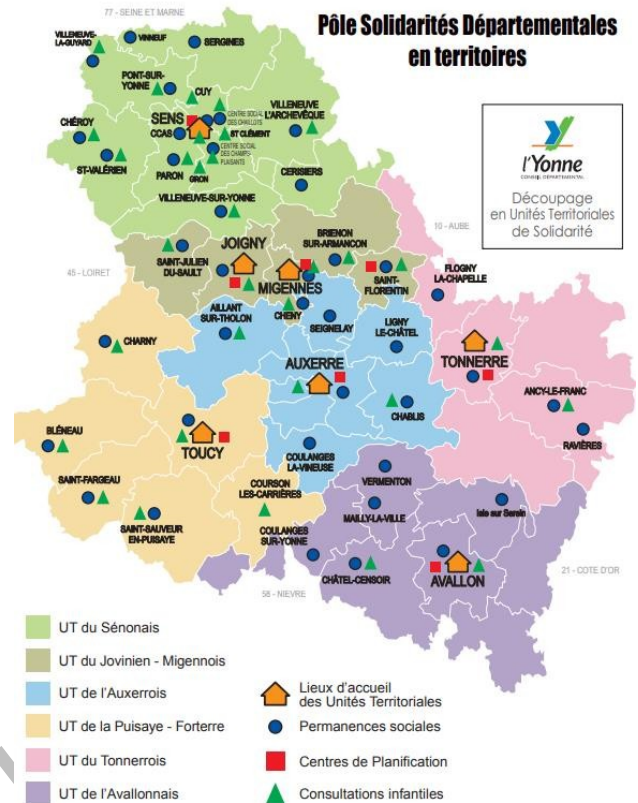 Pôle Solidarités Départementales
en territoires
l'Yonne
CONSEIL DÉPARTEMENTAL
Découpage
en Unités Territoriales
de Solidarité
77 - SEINE ET MARNE
VILLENEUVE-
LA-GUYARD
VINNEUF
SERGINES
PONT-SUR-
YONNE
CUY
VILLENEUVE
L'ARCHEVÊQUE
CHÉROY
SENS
CCAS
CENTRE SOCIAL
DES CHAILLOTS
ST CLÉMENT
CENTRE SOCIAL
DES CHAMPS-
PLAISANTS
ST-VALÉRIEN
PARON
GRON
CERISIERS
VILLENEUVE-SUR-YONNE
10 - AUBE
45 - LOIRET
SAINT-JULIEN
DU-SAULT
JOIGNY
BRIENON
SUR-ARMANCON
MIGENNES
SAINT-
FLORENTIN
FLOGNY
LA-CHAPELLE
CHENY
AILLANT
SUR-THOLON
SEIGNELAY
LIGNY
LE-CHÂTEL
CHARNY
AUXERRE
TONNERRE
CHABLIS
ANCY-LE-FRANC
RAVIÈRES
BLÉNEAU
TOUCY
COULANGES
LA-VINEUSE
SAINT-FARGEAU
SAINT-SAUVEUR
EN-PUISAYE
COURSON
LES-CARRIÈRES
VERMENTON
MAILLY-LA-VILLE
Isle sur Serein
COULANGES
SUR-YONNE
CHÂTEL-CENSOIR
AVALLON
21 - COTE D'OR
58 - NIEVRE
UT du Sénonais
UT du Jovinien - Migennois
UT de l'Auxerrois
UT de la Puisaye - Forterre
UT du Tonnerrois
UT de l'Avallonnais
Lieux d'accueil
des Unités Territoriales
Permanences sociales
Centres de Planification
Consultations infantiles